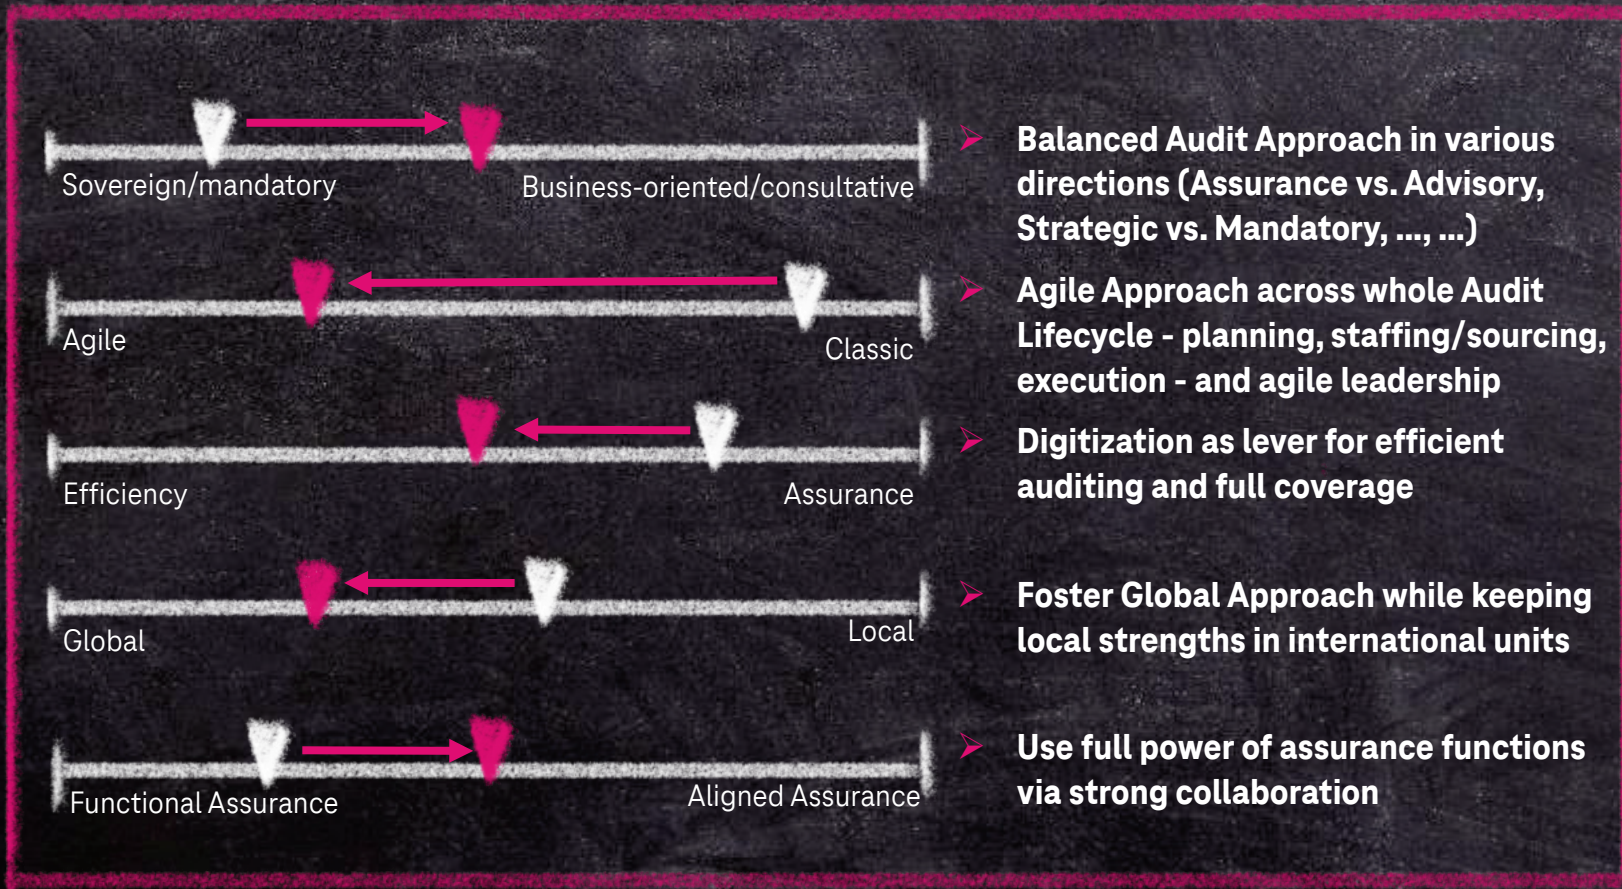 Sovereign/mandatory
Business-oriented/consultative
Balanced Audit Approach in various
directions (Assurance vs. Advisory,
Strategic vs. Mandatory, ..., ...)
Agile
Classic
Agile Approach across whole Audit
Lifecycle - planning, staffing/sourcing,
execution - and agile leadership
Efficiency
Assurance
Digitization as lever for efficient
auditing and full coverage
Global
Local
Foster Global Approach while keeping
local strengths in international units
Functional Assurance
Aligned Assurance
Use full power of assurance functions
via strong collaboration